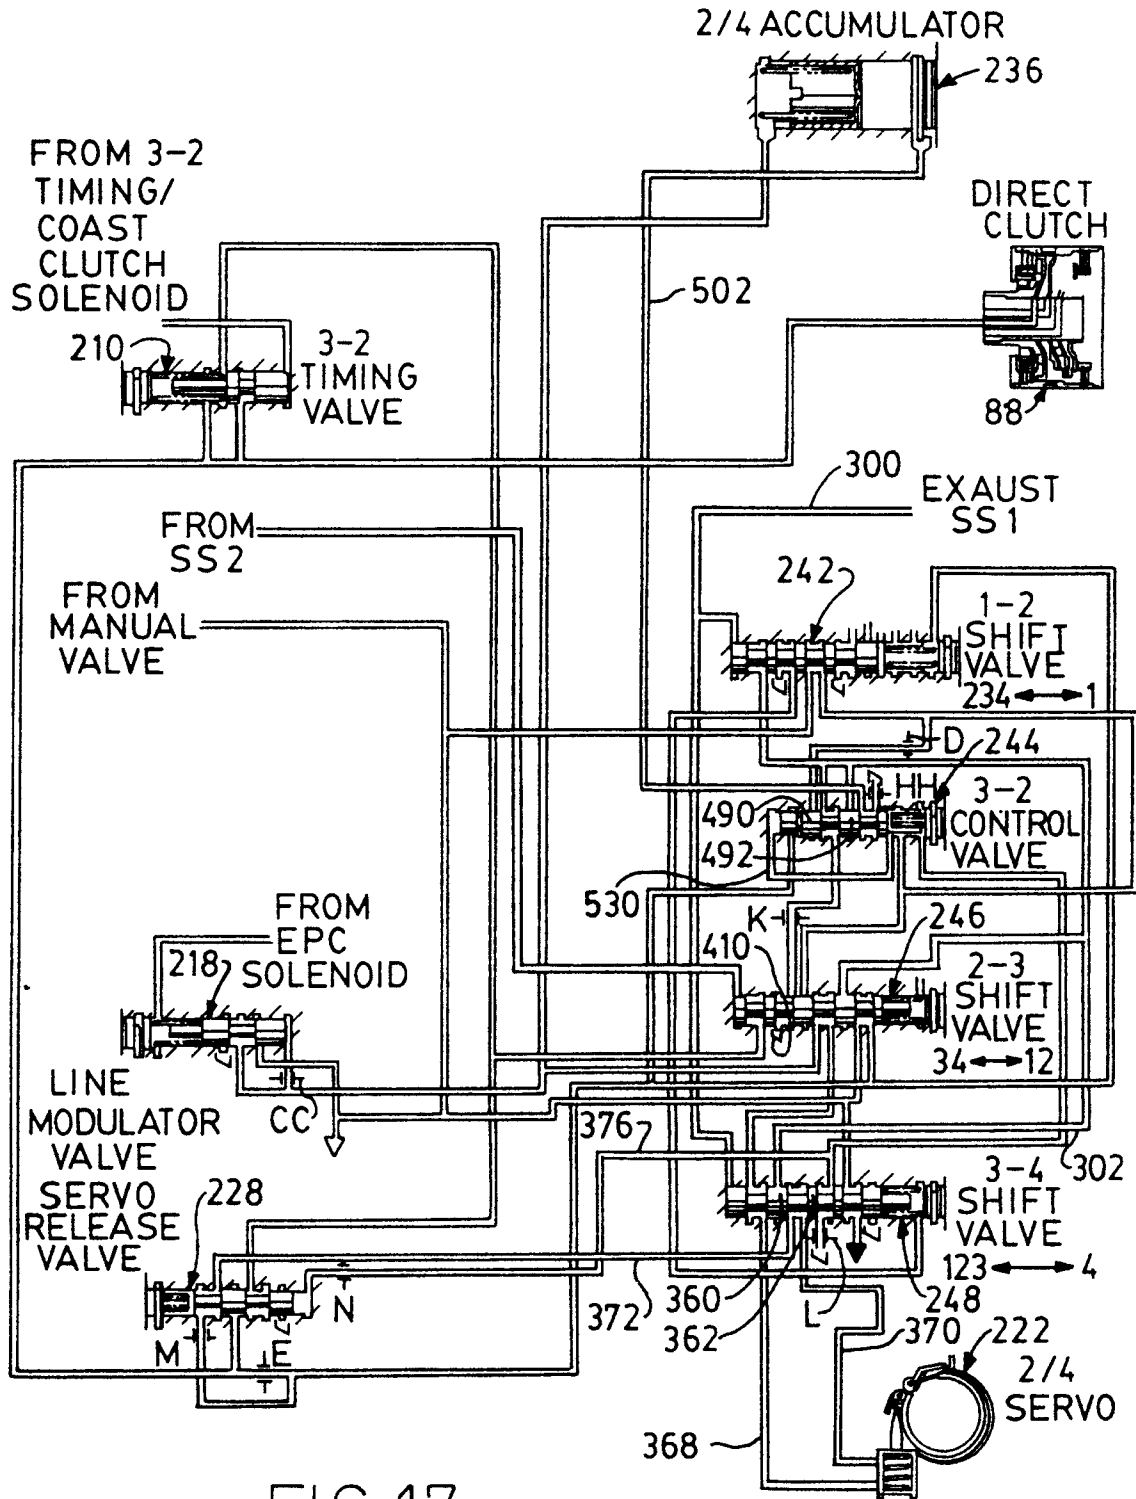 2/4 ACCUMULATOR
236
FROM 3-2
TIMING/
COAST
CLUTCH
SOLENOID
DIRECT
CLUTCH
502
210
3-2
TIMING
VALVE
88
300
EXAUST
SS1
FROM
SS2
242
FROM
MANUAL
VALVE
1-2
SHIFT
VALVE
234 1
D
244
HH
3-2
CONTROL
VALVE
490
492
530
K
246
FROM
EPC
SOLENOID
218
410
2-3
SHIFT
VALVE
34 12
LINE
MODULATOR
VALVE
CC
376
302
SERVO
RELEASE
VALVE
228
3-4
SHIFT
VALVE
123 4
N
372
360
362
L
248
M
E
370
222
2/4
SERVO
368